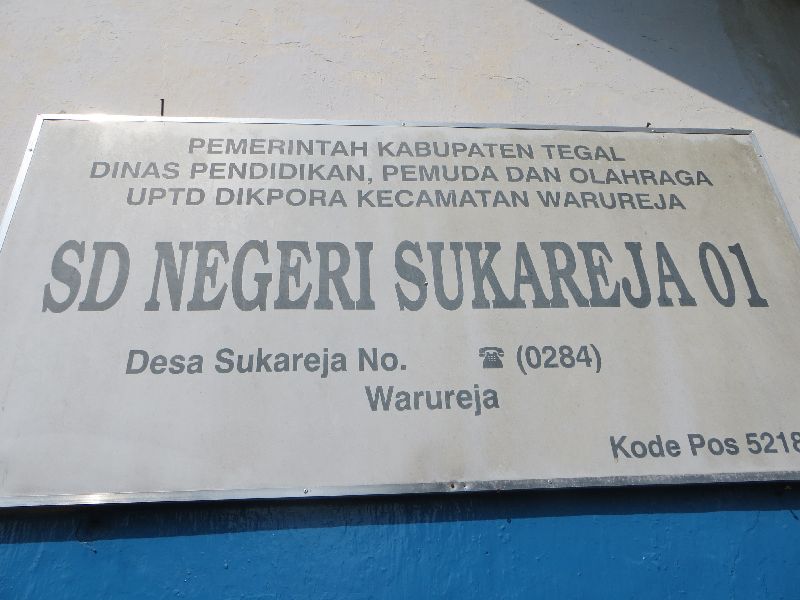 PEMERINTAH KABUPATEN TEGAL
DINAS PENDIDIKAN, PEMUDA DAN OLAHRAGA
UPTD DIKPORA KECAMATAN WARUREJA
SD NEGERI SUKAREJA 01
Desa Sukareja No. ☎ (0284)
Warureja
Kode Pos 5218